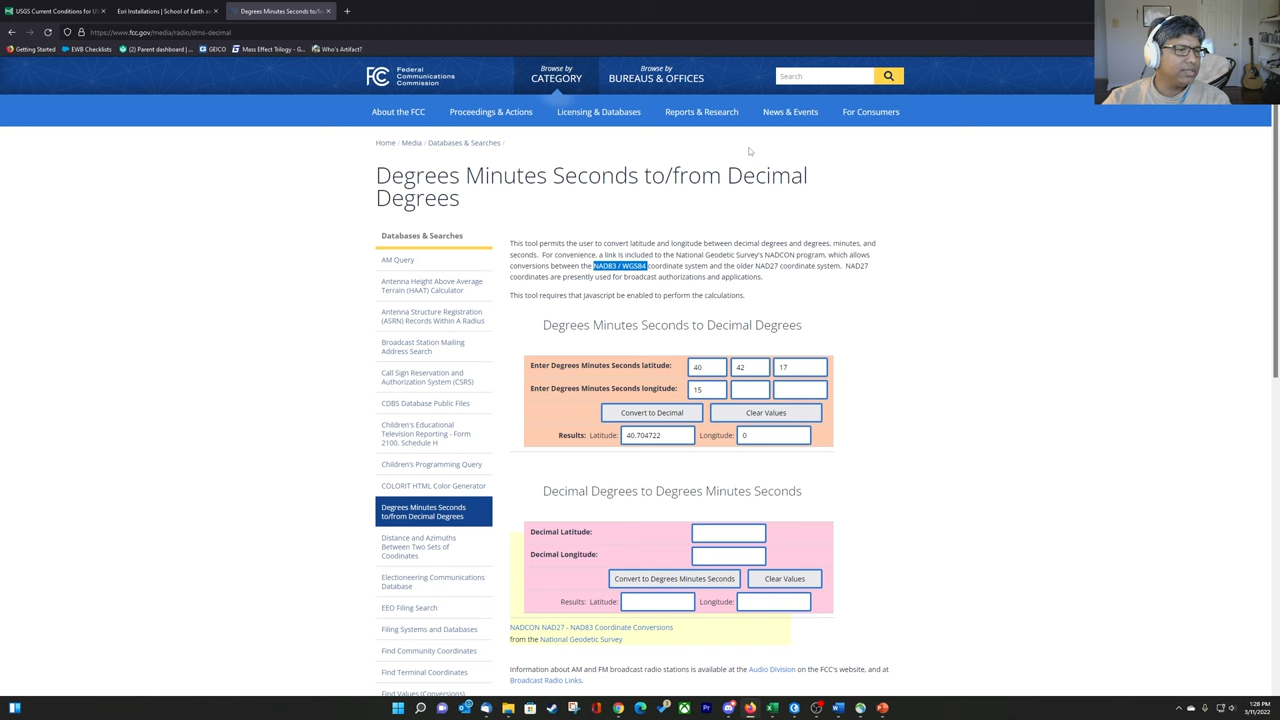 USGS Current Conditions for US
Esri Installations | School of Earth a
Degrees Minutes Seconds to/fro
https://www.fcc.gov/media/radio/dms-decimal
Getting Started
EWB Checklists
(2) Parent dashboard | ...
GEICO
Mass Effect Trilogy - G...
Who's Artifact?
FC
Federal
Communications
Commission
Browse by
CATEGORY
Browse by
BUREAUS & OFFICES
Search
About the FCC
Proceedings & Actions
Licensing & Databases
Reports & Research
News & Events
For Consumers
Home / Media / Databases & Searches /
Degrees Minutes Seconds to/from Decimal
Degrees
Databases & Searches
AM Query
Antenna Height Above Average
Terrain (HAAT) Calculator
Antenna Structure Registration
(ASRN) Records Within A Radius
Broadcast Station Mailing
Address Search
Call Sign Reservation and
Authorization System (CSRS)
CDBS Database Public Files
Children's Educational
Television Reporting - Form
2100, Schedule H
Children's Programming Query
COLORIT HTML Color Generator
Degrees Minutes Seconds
to/from Decimal Degrees
Distance and Azimuths
Between Two Sets of
Coodinates
Electioneering Communications
Database
EEO Filing Search
Filing Systems and Databases
Find Community Coordinates
Find Terminal Coordinates
Find Values (Conversions)
This tool permits the user to convert latitude and longitude between decimal degrees and degrees, minutes, and
seconds. For convenience, a link is included to the National Geodetic Survey's NADCON program, which allows
conversions between the NAD83 / WGS84 coordinate system and the older NAD27 coordinate system. NAD27
coordinates are presently used for broadcast authorizations and applications.
This tool requires that Javascript be enabled to perform the calculations.
Degrees Minutes Seconds to Decimal Degrees
Enter Degrees Minutes Seconds latitude: 40 42 17
Enter Degrees Minutes Seconds longitude: 15
Convert to Decimal
Clear Values
Results: Latitude: 40.704722 Longitude: 0
Decimal Degrees to Degrees Minutes Seconds
Decimal Latitude:
Decimal Longitude:
Convert to Degrees Minutes Seconds
Clear Values
Results: Latitude: Longitude:
NADCON NAD27 - NAD83 Coordinate Conversions
from the National Geodetic Survey
Information about AM and FM broadcast radio stations is available at the Audio Division on the FCC's website, and at
Broadcast Radio Links.
1:28 PM
3/11/2022